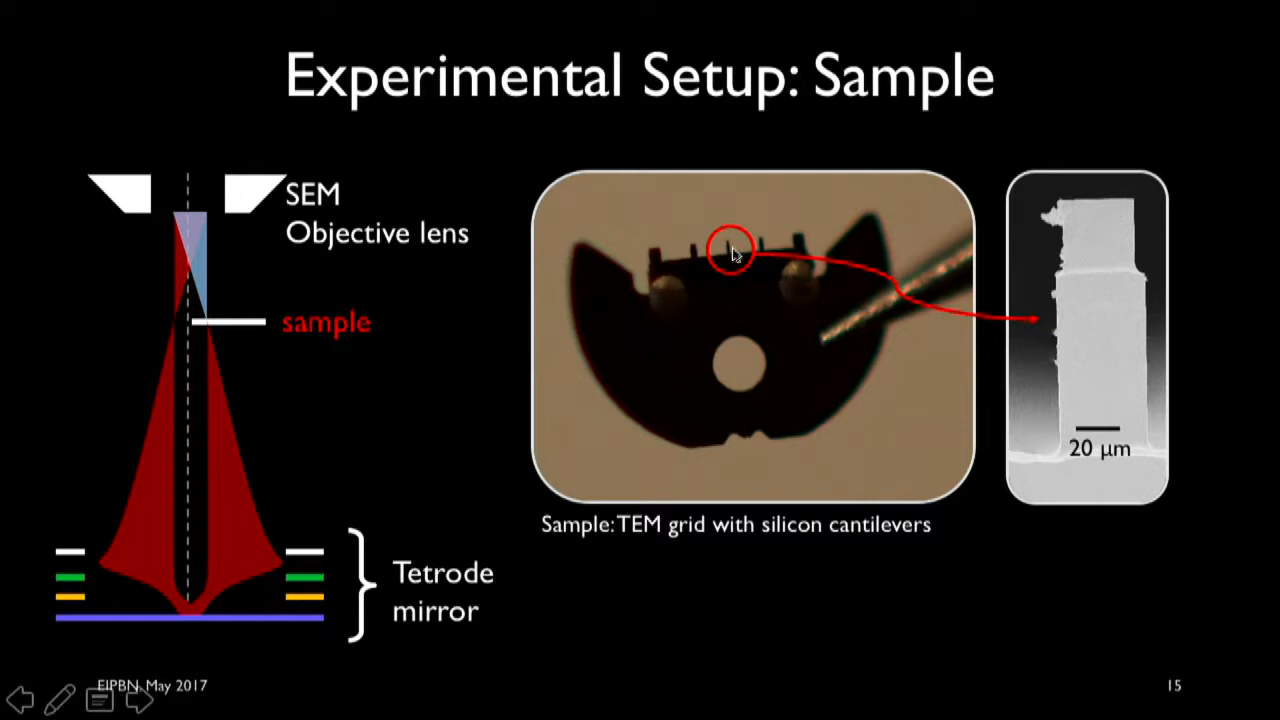 Experimental Setup: Sample
SEM
Objective lens
sample
20 µm
Sample: TEM grid with silicon cantilevers
Tetrode
mirror
EIPBN, May 2017
15